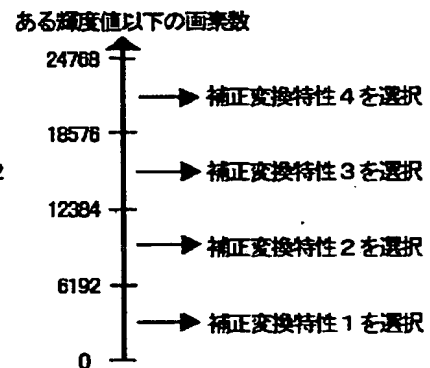 ある輝度値以下の画素数
24768
補正変換特性4を選択
18576
補正変換特性3を選択
12384
補正変換特性2を選択
6192
補正変換特性1を選択
0